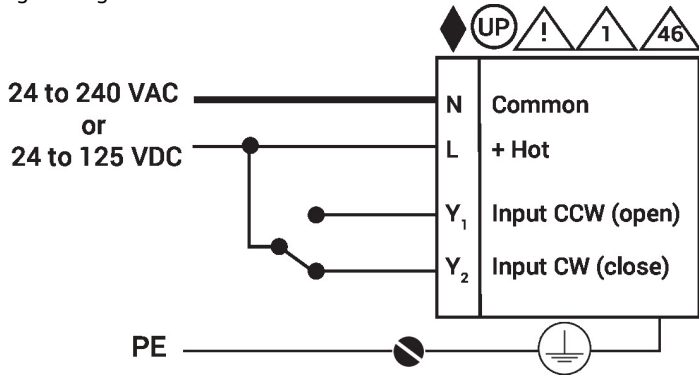 UP ! 1 46
24 to 240 VAC
or
24 to 125 VDC
N Common
L + Hot
Y1 Input CCW (open)
Y2 Input CW (close)
PE